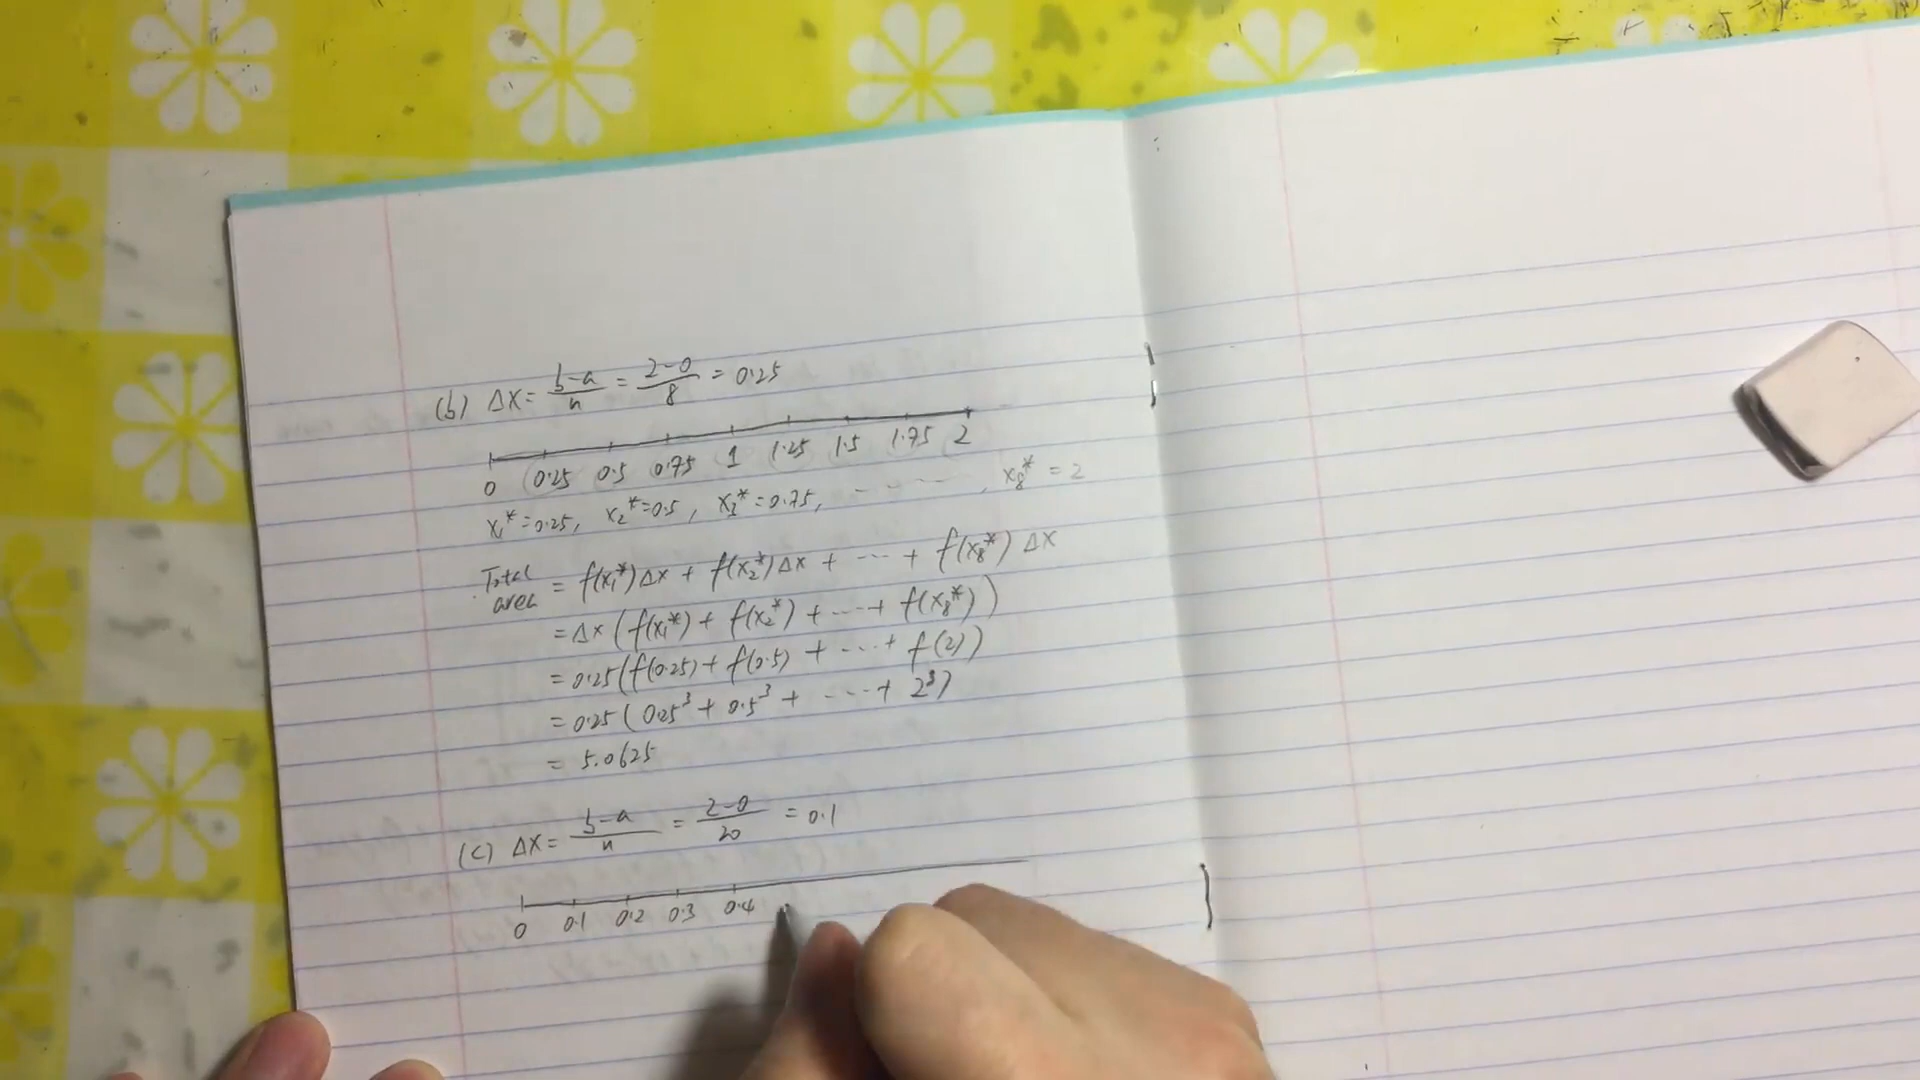 (b) Δx = b-a/n = 2-0/8 = 0.25
0 0.25 0.5 0.75 1 1.25 1.5 1.75 2
x₁* = 0.25, x₂* = 0.5, x₃* = 0.75, ......., x₈* = 2
Total area = f(x₁*)Δx + f(x₂*)Δx + ... + f(x₈*)Δx
= Δx(f(x₁*) + f(x₂*) + ... + f(x₈*))
= 0.25(f(0.25) + f(0.5) + ... + f(2))
= 0.25(0.25³ + 0.5³ + ... + 2³)
= 5.0625
(c) Δx = b-a/n = 2-0/20 = 0.1
0 0.1 0.2 0.3 0.4